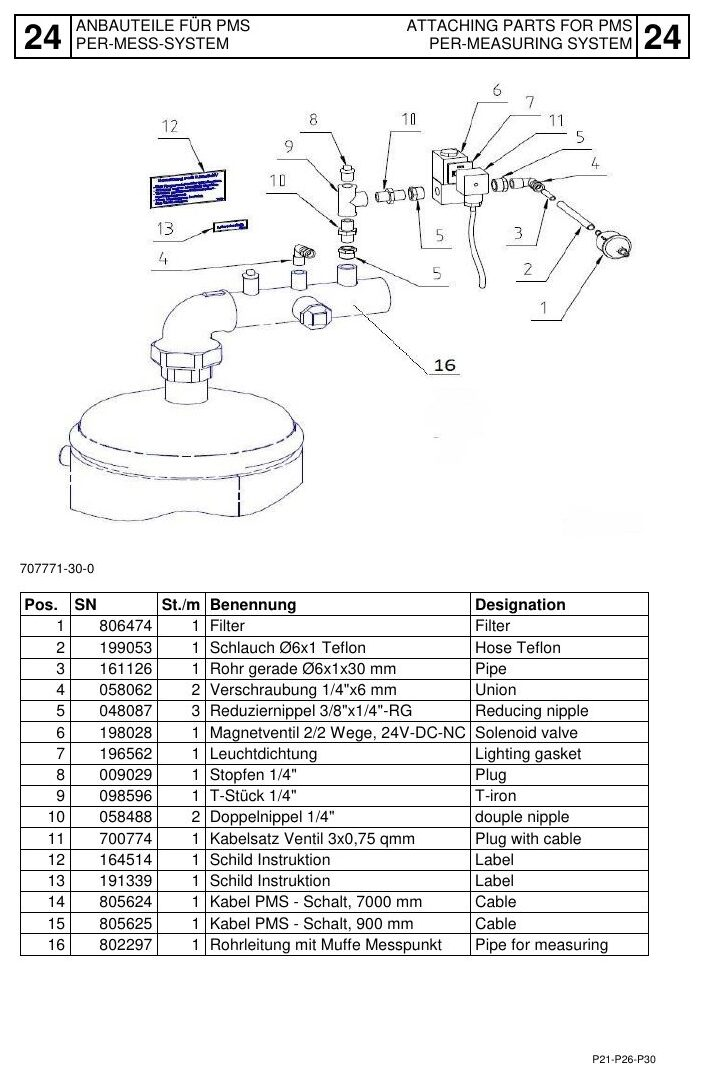 24 ANBAUTEILE FÜR PMS ATTACHING PARTS FOR PMS 24
PER-MESS-SYSTEM PER-MEASURING SYSTEM
6
7
8
10
11
12
9
5
4
10
13
3
5
4
5
2
1
16
707771-30-0
Pos. SN St./m Benennung Designation
1 806474 1 Filter Filter
2 199053 1 Schlauch Ø6x1 Teflon Hose Teflon
3 161126 1 Rohr gerade Ø6x1x30 mm Pipe
4 058062 2 Verschraubung 1/4"x6 mm Union
5 048087 3 Reduziernippel 3/8"x1/4"-RG Reducing nipple
6 198028 1 Magnetventil 2/2 Wege, 24V-DC-NC Solenoid valve
7 196562 1 Leuchtdichtung Lighting gasket
8 009029 1 Stopfen 1/4" Plug
9 098596 1 T-Stück 1/4" T-iron
10 058488 2 Doppelnippel 1/4" douple nipple
11 700774 1 Kabelsatz Ventil 3x0,75 qmm Plug with cable
12 164514 1 Schild Instruktion Label
13 191339 1 Schild Instruktion Label
14 805624 1 Kabel PMS - Schalt, 7000 mm Cable
15 805625 1 Kabel PMS - Schalt, 900 mm Cable
16 802297 1 Rohrleitung mit Muffe Messpunkt Pipe for measuring
P21-P26-P30